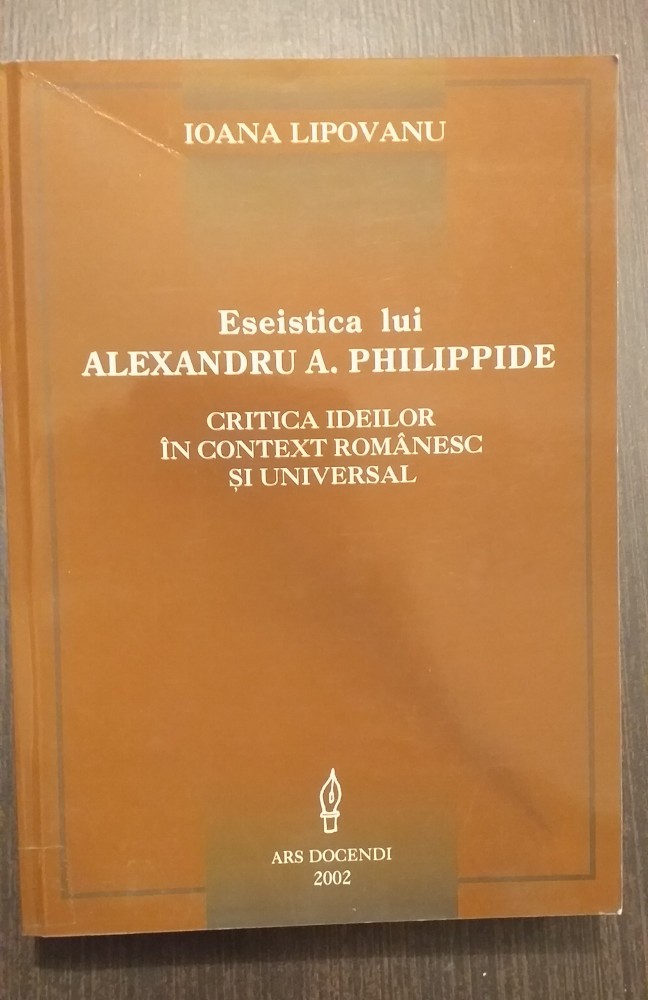 IOANA LIPOVANU
Eseistica lui
ALEXANDRU A. PHILIPPIDE
CRITICA IDEILOR
ÎN CONTEXT ROMÂNESC
ȘI UNIVERSAL
ARS DOCENDI
2002